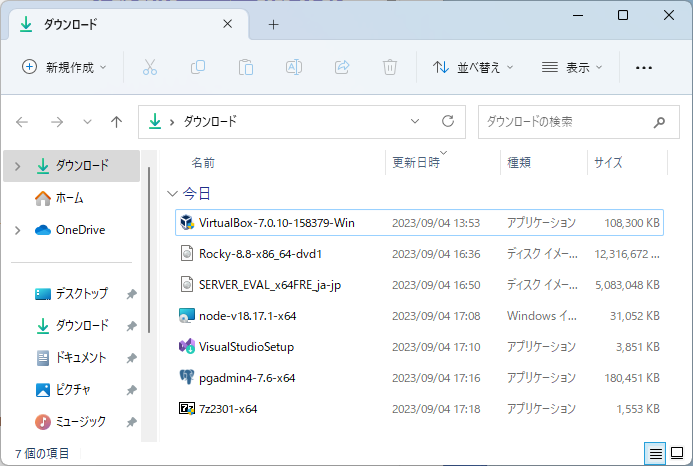 ダウンロード
新規作成
並べ替え
表示
ダウンロード
ダウンロードの検索
ダウンロード
ホーム
OneDrive
デスクトップ
ダウンロード
ドキュメント
ピクチャ
ミュージック
名前 更新日時 種類 サイズ
今日
VirtualBox-7.0.10-158379-Win 2023/09/04 13:53 アプリケーション 108,300 KB
Rocky-8.8-x86_64-dvd1 2023/09/04 16:36 ディスク イメー... 12,316,672 ...
SERVER_EVAL_x64FRE_ja-jp 2023/09/04 16:50 ディスク イメー... 5,083,048 KB
node-v18.17.1-x64 2023/09/04 17:08 Windows イ... 31,052 KB
VisualStudioSetup 2023/09/04 17:10 アプリケーション 3,851 KB
pgadmin4-7.6-x64 2023/09/04 17:16 アプリケーション 180,451 KB
7z2301-x64 2023/09/04 17:18 アプリケーション 1,553 KB
7 個の項目